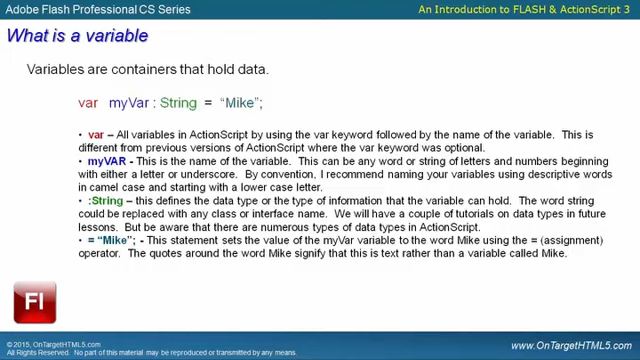 Adobe Flash Professional CS Series
An Introduction to FLASH & ActionScript 3
What is a variable
Variables are containers that hold data.
var myVar : String = “Mike”;
• var – All variables in ActionScript by using the var keyword followed by the name of the variable. This is
different from previous versions of ActionScript where the var keyword was optional.
• myVAR - This is the name of the variable. This can be any word or string of letters and numbers beginning
with either a letter or underscore. By convention, I recommend naming your variables using descriptive words
in camel case and starting with a lower case letter.
• :String – this defines the data type or the type of information that the variable can hold. The word string
could be replaced with any class or interface name. We will have a couple of tutorials on data types in future
lessons. But be aware that there are numerous types of data types in ActionScript.
• = “Mike”; - This statement sets the value of the myVar variable to the word Mike using the = (assignment)
operator. The quotes around the word Mike signify that this is text rather than a variable called Mike.
Fl
© 2015, OnTargetHTML5.com
All Rights Reserved. No part of this material may be reproduced or transmitted by any means.
www.OnTargetHTML5.com